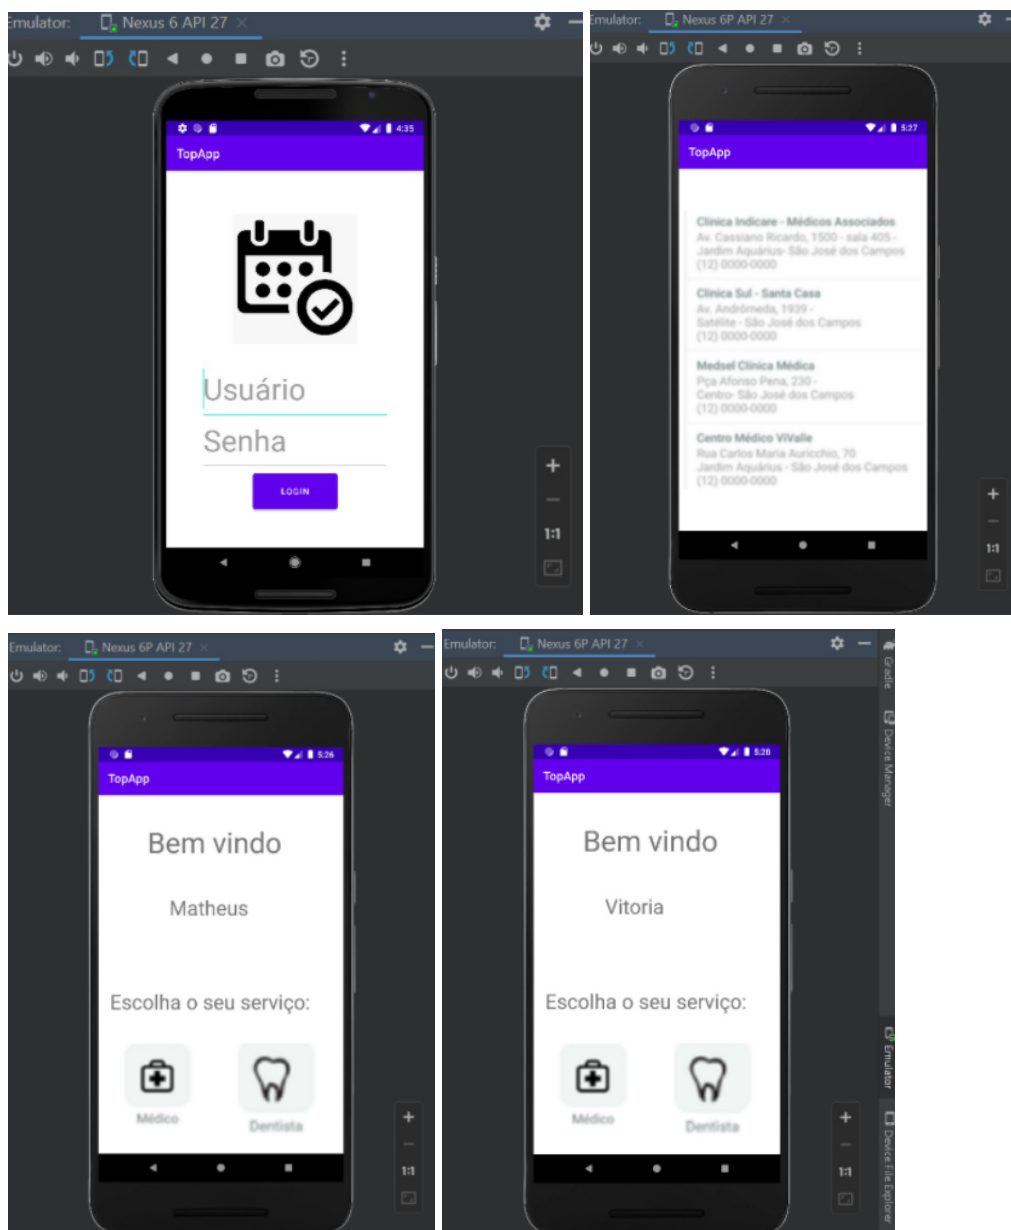 Emulator: Nexus 6 API 27
4:35
TopApp
Usuário
Senha
LOGIN
1:1
Emulator: Nexus 6P API 27
5:27
TopApp
Clínica Indicare - Médicos Associados
Av. Cassiano Ricardo, 1500 - sala 405 -
Jardim Aquárius- São José dos Campos
(12) 0000-0000
Clínica Sul - Santa Casa
Av. Andrômeda, 1939 -
Satélite - São José dos Campos
(12) 0000-0000
Medsel Clínica Médica
Pça Afonso Pena, 230 -
Centro- São José dos Campos
(12) 0000-0000
Centro Médico ViValle
Rua Carlos Maria Auricchio, 70
Jardim Aquárius - São José dos Campos
(12) 0000-0000
1:1
Emulator: Nexus 6P API 27
5:26
TopApp
Bem vindo
Matheus
Escolha o seu serviço:
Médico
Dentista
1:1
Emulator: Nexus 6P API 27
5:28
TopApp
Bem vindo
Vitoria
Escolha o seu serviço:
Médico
Dentista
1:1
Gradle
Device Manager
Emulator
Device File Explorer